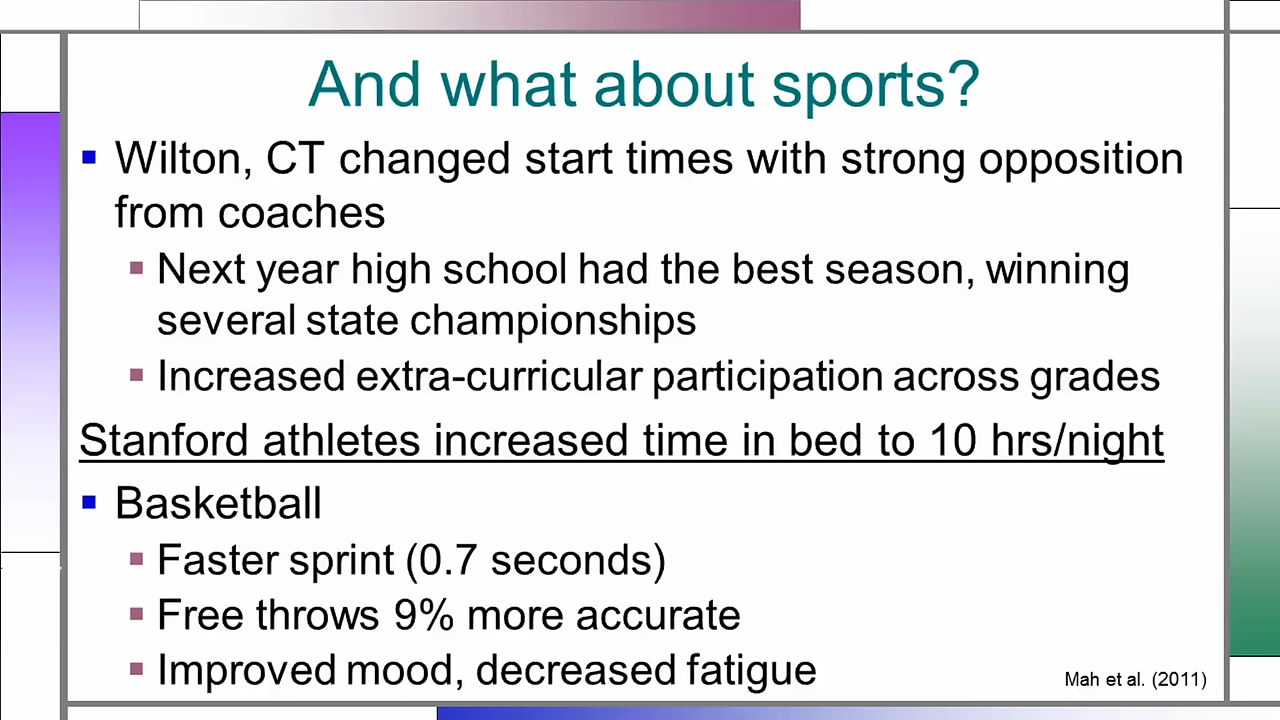 And what about sports?
Wilton, CT changed start times with strong opposition
from coaches
Next year high school had the best season, winning
several state championships
Increased extra-curricular participation across grades
Stanford athletes increased time in bed to 10 hrs/night
Basketball
Faster sprint (0.7 seconds)
Free throws 9% more accurate
Improved mood, decreased fatigue
Mah et al. (2011)